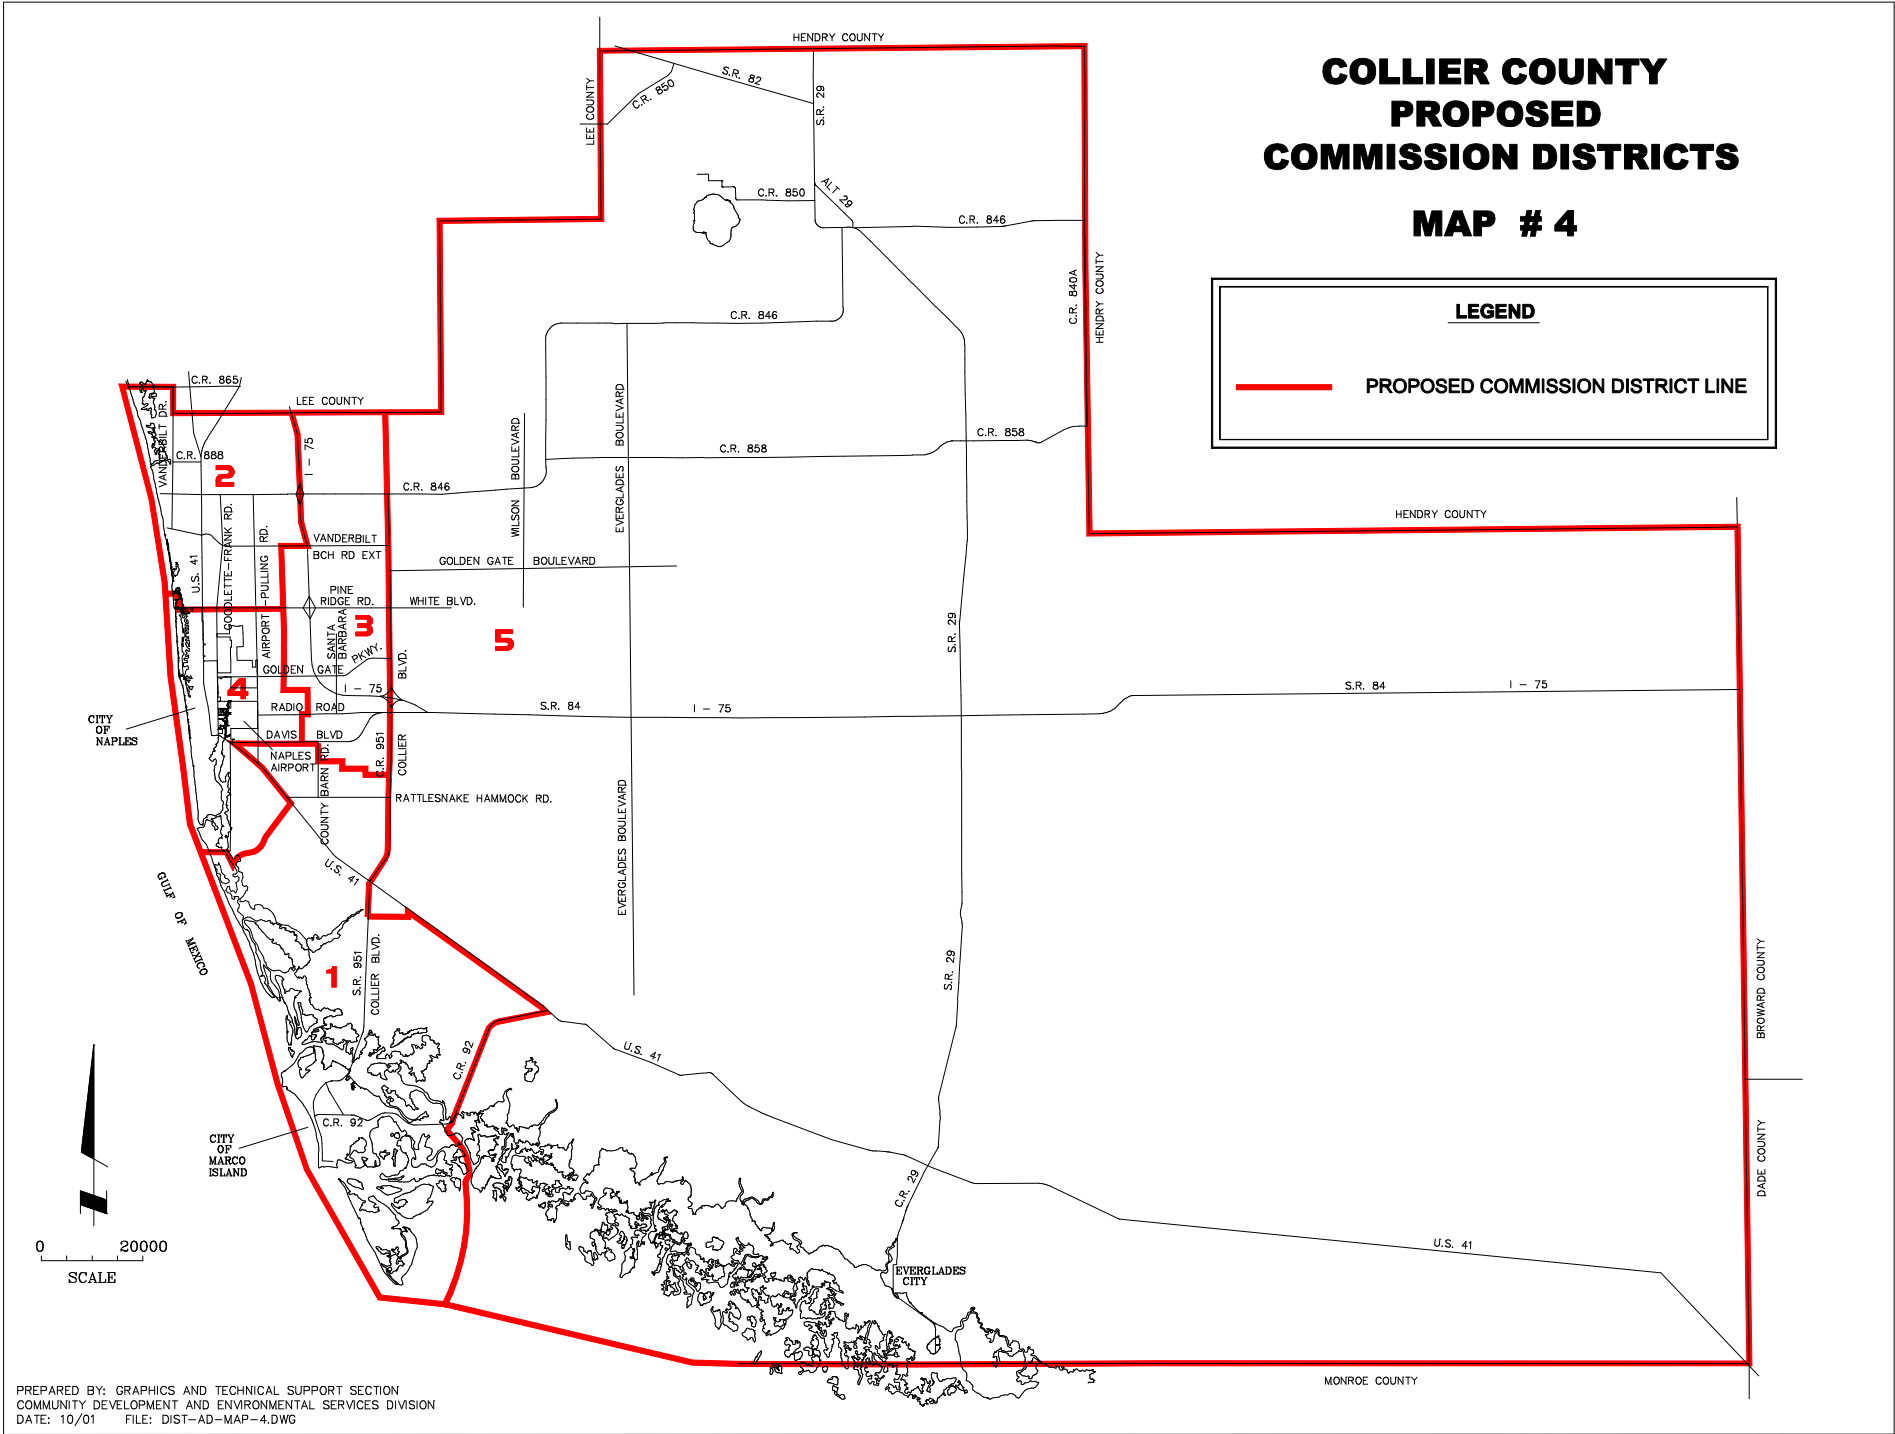 COLLIER COUNTY
PROPOSED
COMMISSION DISTRICTS
MAP # 4
LEGEND
PROPOSED COMMISSION DISTRICT LINE
HENDRY COUNTY
LEE COUNTY
C.R. 850
S.R. 82
S.R. 29
C.R. 850
ALT 29
C.R. 846
C.R. 840A
HENDRY COUNTY
C.R. 846
C.R. 865
LEE COUNTY
VANDERBILT DR.
C.R. 888
2
I - 75
C.R. 846
WILSON BOULEVARD
EVERGLADES BOULEVARD
C.R. 858
C.R. 858
HENDRY COUNTY
U.S. 41
GOODLETTE-FRANK RD.
AIRPORT-PULLING RD.
VANDERBILT
BCH RD EXT
GOLDEN GATE BOULEVARD
PINE
RIDGE RD.
WHITE BLVD.
SANTA
BARBARA
3
5
PKWY.
GOLDEN GATE
BLVD.
4
I - 75
RADIO ROAD
S.R. 84
I - 75
S.R. 84
I - 75
S.R. 29
CITY
OF
NAPLES
DAVIS BLVD
NAPLES
AIRPORT
COUNTY BARN RD.
C.R. 951
COLLIER
RATTLESNAKE HAMMOCK RD.
EVERGLADES BOULEVARD
U.S. 41
GULF OF MEXICO
1
S.R. 951
COLLIER BLVD.
S.R. 29
BROWARD COUNTY
C.R. 92
U.S. 41
C.R. 92
CITY
OF
MARCO
ISLAND
C.R. 29
DADE COUNTY
U.S. 41
EVERGLADES
CITY
MONROE COUNTY
0 20000
SCALE
PREPARED BY: GRAPHICS AND TECHNICAL SUPPORT SECTION
COMMUNITY DEVELOPMENT AND ENVIRONMENTAL SERVICES DIVISION
DATE: 10/01 FILE: DIST-AD-MAP-4.DWG